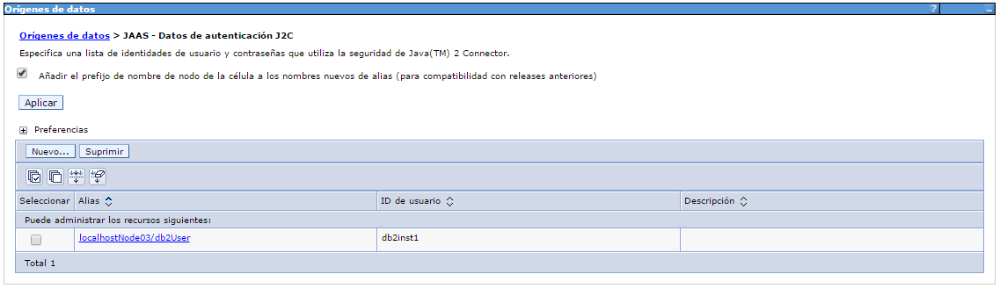 Orígenes de datos ? _
Orígenes de datos > JAAS - Datos de autenticación J2C
Especifica una lista de identidades de usuario y contraseñas que utiliza la seguridad de Java(TM) 2 Connector.
Añadir el prefijo de nombre de nodo de la célula a los nombres nuevos de alias (para compatibilidad con releases anteriores)
Aplicar
Preferencias
Nuevo... Suprimir
Seleccionar Alias ID de usuario Descripción
Puede administrar los recursos siguientes:
localhostNode03/db2User db2inst1
Total 1